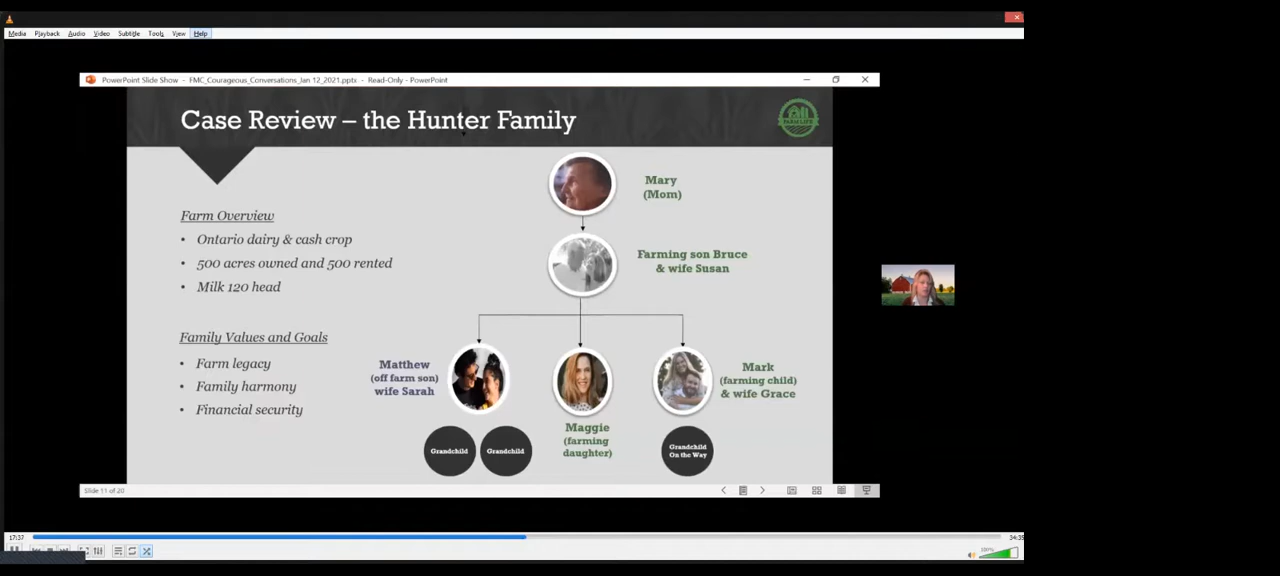 Media Playback Audio Video Subtitle Tools View Help
PowerPoint Slide Show - FMC_Courageous_Conversations_Jan 12_2021.pptx - Read-Only - PowerPoint
Case Review – the Hunter Family
Farm Overview
• Ontario dairy & cash crop
• 500 acres owned and 500 rented
• Milk 120 head
Family Values and Goals
• Farm legacy
• Family harmony
• Financial security
Mary
(Mom)
Farming son Bruce
& wife Susan
Matthew
(off farm son)
wife Sarah
Maggie
(farming
daughter)
Mark
(farming child)
& wife Grace
Grandchild
Grandchild
Grandchild
On the Way
Slide 11 of 20
17:37
34:35
100%